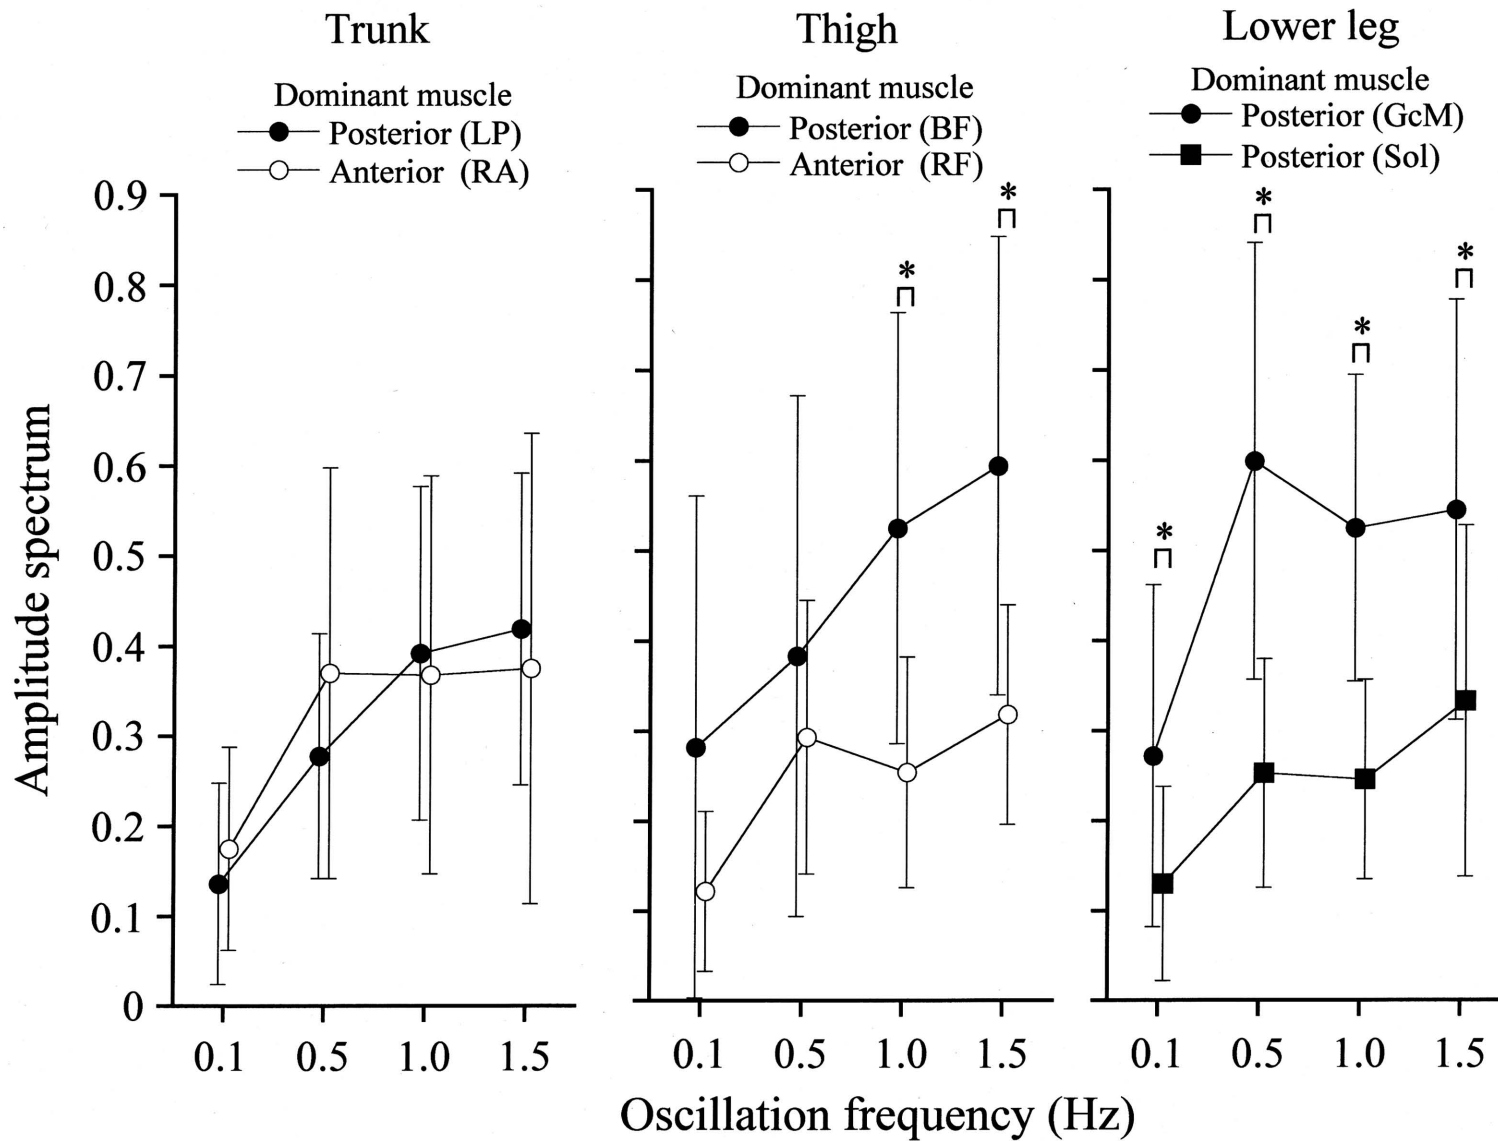 Trunk
Dominant muscle
Posterior (LP)
Anterior (RA)
Thigh
Dominant muscle
Posterior (BF)
Anterior (RF)
Lower leg
Dominant muscle
Posterior (GcM)
Posterior (Sol)
Amplitude spectrum
0.9
0.8
0.7
0.6
0.5
0.4
0.3
0.2
0.1
0
* *
* * * *
0.1 0.5 1.0 1.5
0.1 0.5 1.0 1.5
0.1 0.5 1.0 1.5
Oscillation frequency (Hz)